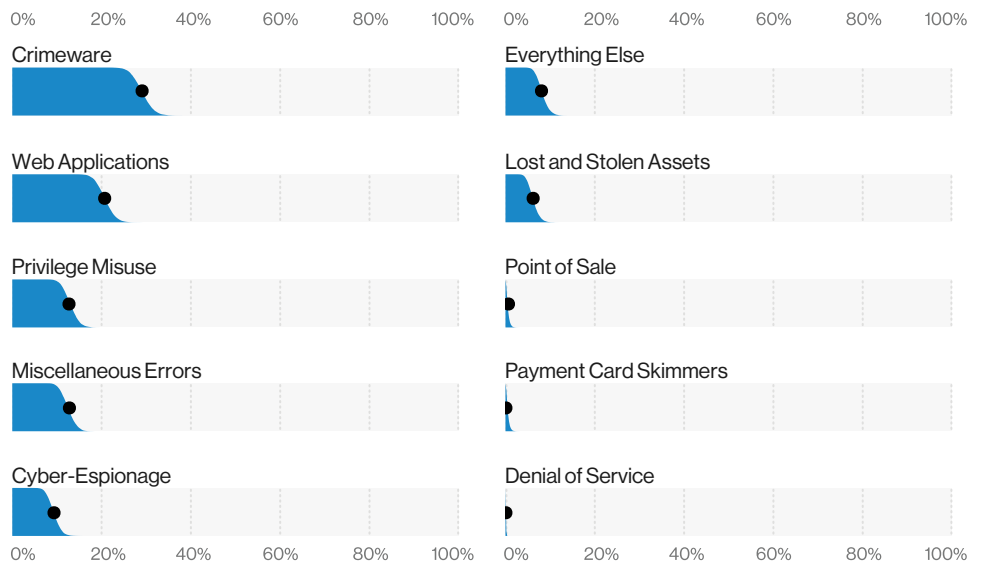 0% 20% 40% 60% 80% 100% 0% 20% 40% 60% 80% 100%
Crimeware Everything Else
Web Applications Lost and Stolen Assets
Privilege Misuse Point of Sale
Miscellaneous Errors Payment Card Skimmers
Cyber-Espionage Denial of Service
0% 20% 40% 60% 80% 100% 0% 20% 40% 60% 80% 100%